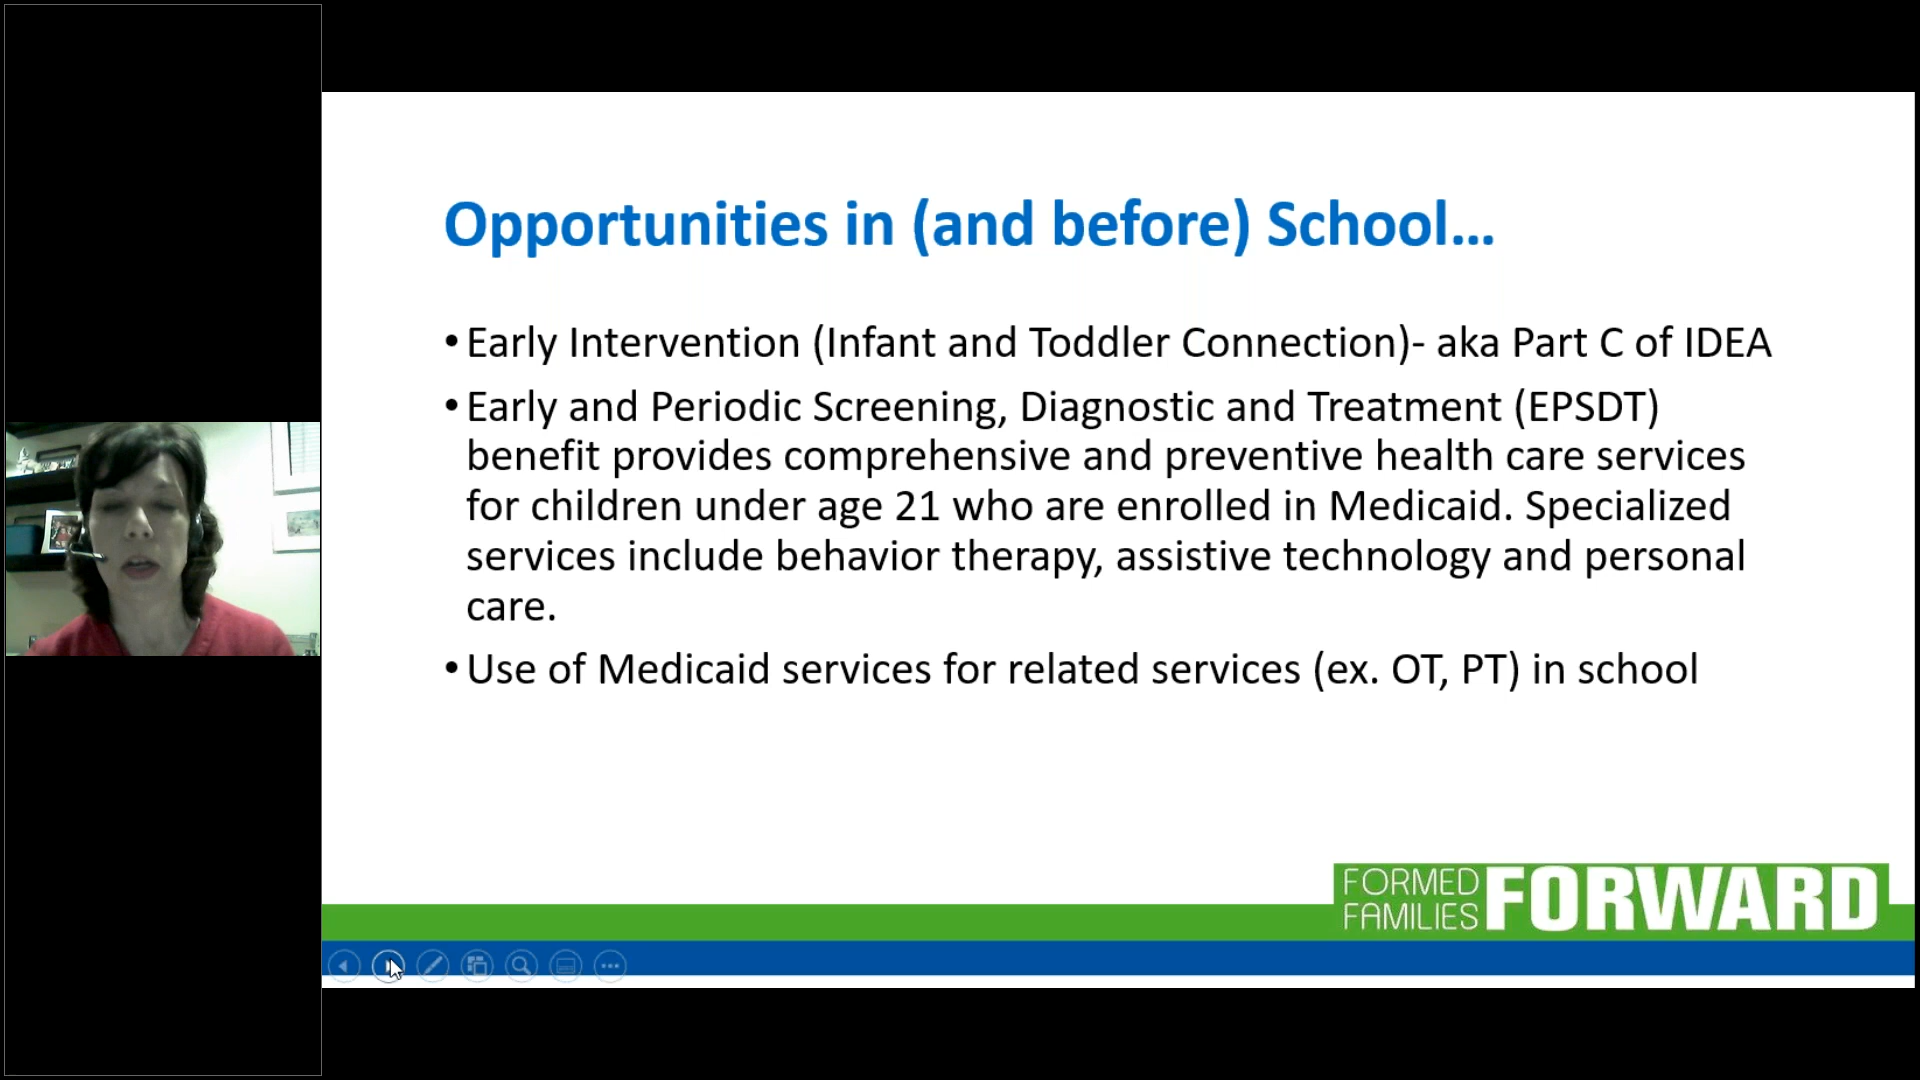 Opportunities in (and before) School...
•Early Intervention (Infant and Toddler Connection)- aka Part C of IDEA
•Early and Periodic Screening, Diagnostic and Treatment (EPSDT)
benefit provides comprehensive and preventive health care services
for children under age 21 who are enrolled in Medicaid. Specialized
services include behavior therapy, assistive technology and personal
care.
•Use of Medicaid services for related services (ex. OT, PT) in school
FORMED
FAMILIES
FORWARD